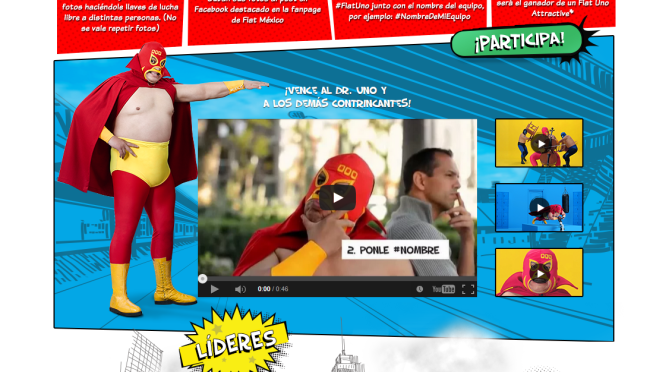 fotos haciéndola llaves de lucha
libre a distintas personas. (No
se vale repetir fotos)
Facebook destacado en la fanpage
de Fiat México
#FiatUno junto con el nombre del equipo,
por ejemplo: #NombreDeMiEquipo
será el ganador de un Fiat Uno
Attractive*
¡PARTICIPA!
¡VENCE AL DR. UNO Y
A LOS DEMÁS CONTRINCANTES!
2. PONLE #NOMBRE
0:00 / 0:46
YouTube
LÍDERES